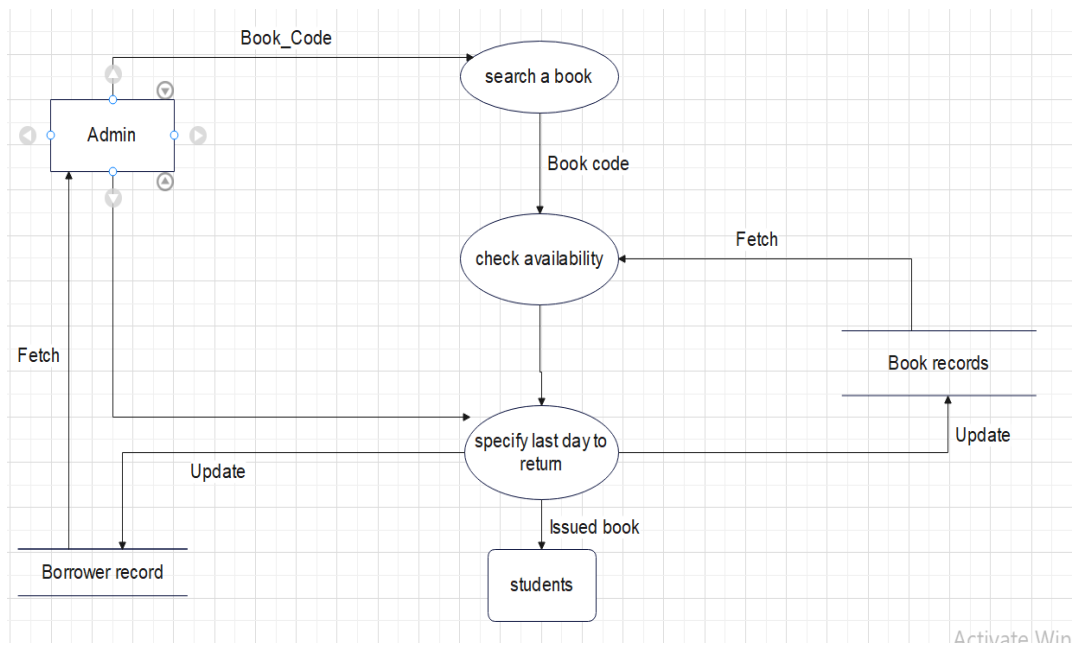 Book_Code
search a book
Admin
Book code
Fetch
check availability
Fetch
Book records
specify last day to
return
Update
Update
Issued book
Borrower record
students
Activate Win